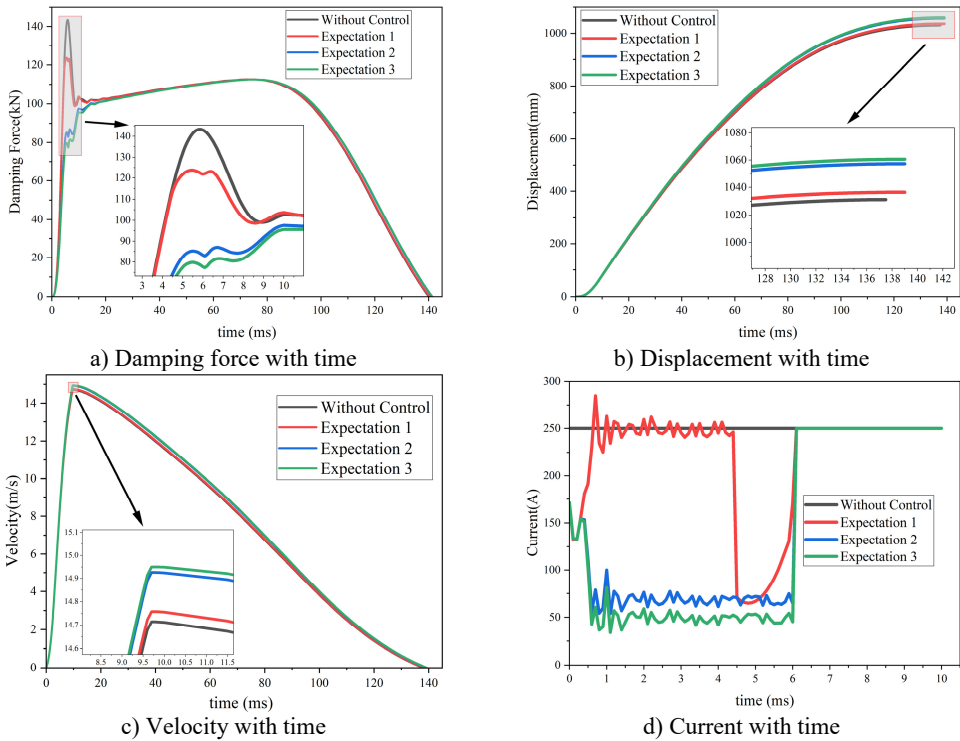 Damping Force(kN)
140
120
100
80
60
40
20
0
Without Control
Expectation 1
Expectation 2
Expectation 3
140
130
120
110
100
90
80
3 4 5 6 7 8 9 10
0 20 40 60 80 100 120 140
time (ms)
a) Damping force with time
Displacement(mm)
1000
800
600
400
200
0
Without Control
Expectation 1
Expectation 2
Expectation 3
1080
1060
1040
1020
1000
128 130 132 134 136 138 140 142
0 20 40 60 80 100 120 140
time (ms)
b) Displacement with time
Velocity(m/s)
14
12
10
8
6
4
2
0
Without Control
Expectation 1
Expectation 2
Expectation 3
15.1
15.0
14.9
14.8
14.7
14.6
8.5 9.0 9.5 10.0 10.5 11.0 11.5
0 20 40 60 80 100 120 140
time (ms)
c) Velocity with time
Current(A)
300
250
200
150
100
50
0
Without Control
Expectation 1
Expectation 2
Expectation 3
0 1 2 3 4 5 6 7 8 9 10
time (ms)
d) Current with time